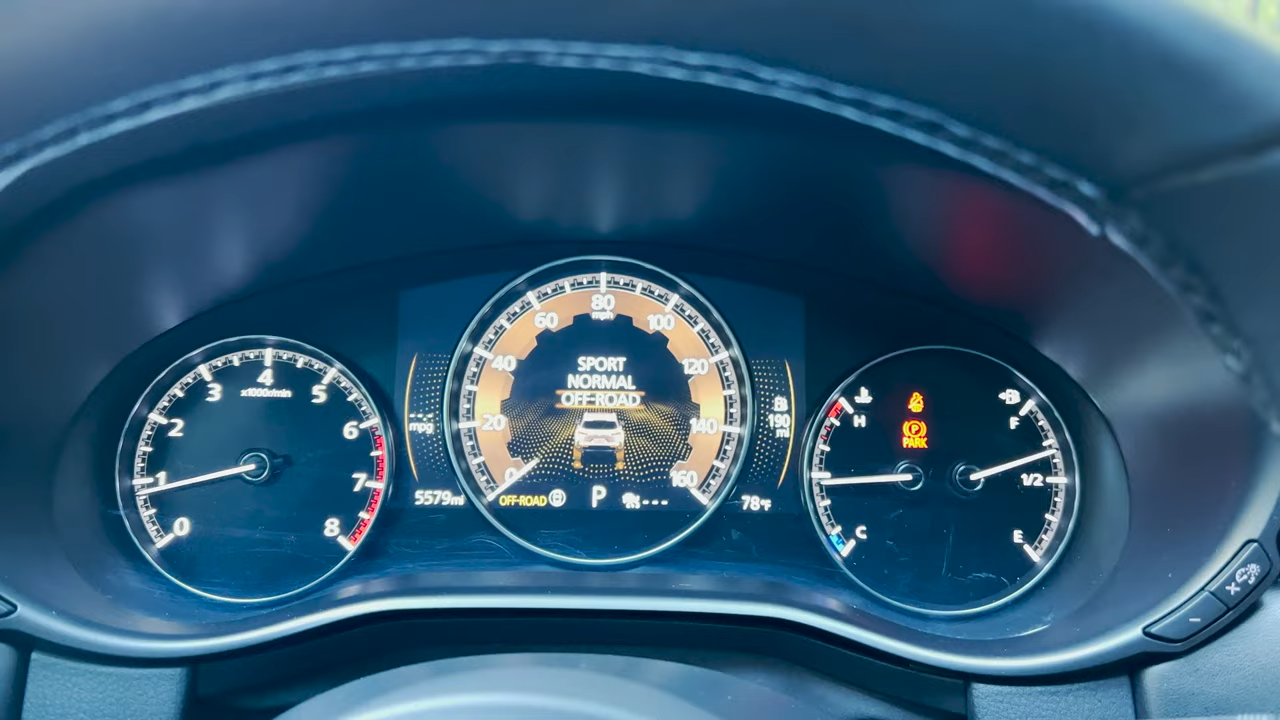 0
1
2
3
4
5
6
7
8
x1000r/min
mpg
5579mi
0
20
40
60
80
mph
100
120
140
160
SPORT
NORMAL
OFF-ROAD
OFF-ROAD
P
---
190
mi
78°F
H
C
P
PARK
F
1/2
E